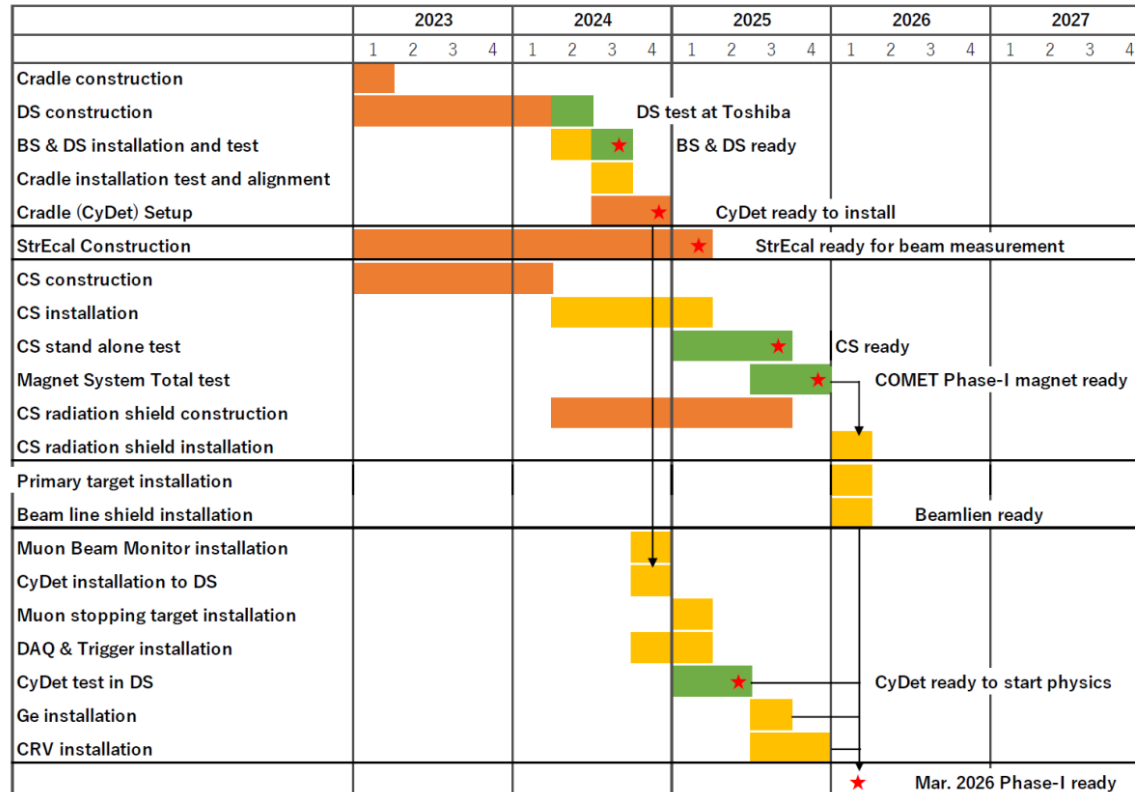 2023 2024 2025 2026 2027
1 2 3 4 1 2 3 4 1 2 3 4 1 2 3 4 1 2 3 4
Cradle construction
DS construction DS test at Toshiba
BS & DS installation and test BS & DS ready
Cradle installation test and alignment
Cradle (CyDet) Setup CyDet ready to install
StrEcal Construction StrEcal ready for beam measurement
CS construction
CS installation
CS stand alone test CS ready
Magnet System Total test COMET Phase-I magnet ready
CS radiation shield construction
CS radiation shield installation
Primary target installation
Beam line shield installation Beamlien ready
Muon Beam Monitor installation
CyDet installation to DS
Muon stopping target installation
DAQ & Trigger installation
CyDet test in DS CyDet ready to start physics
Ge installation
CRV installation
Mar. 2026 Phase-I ready